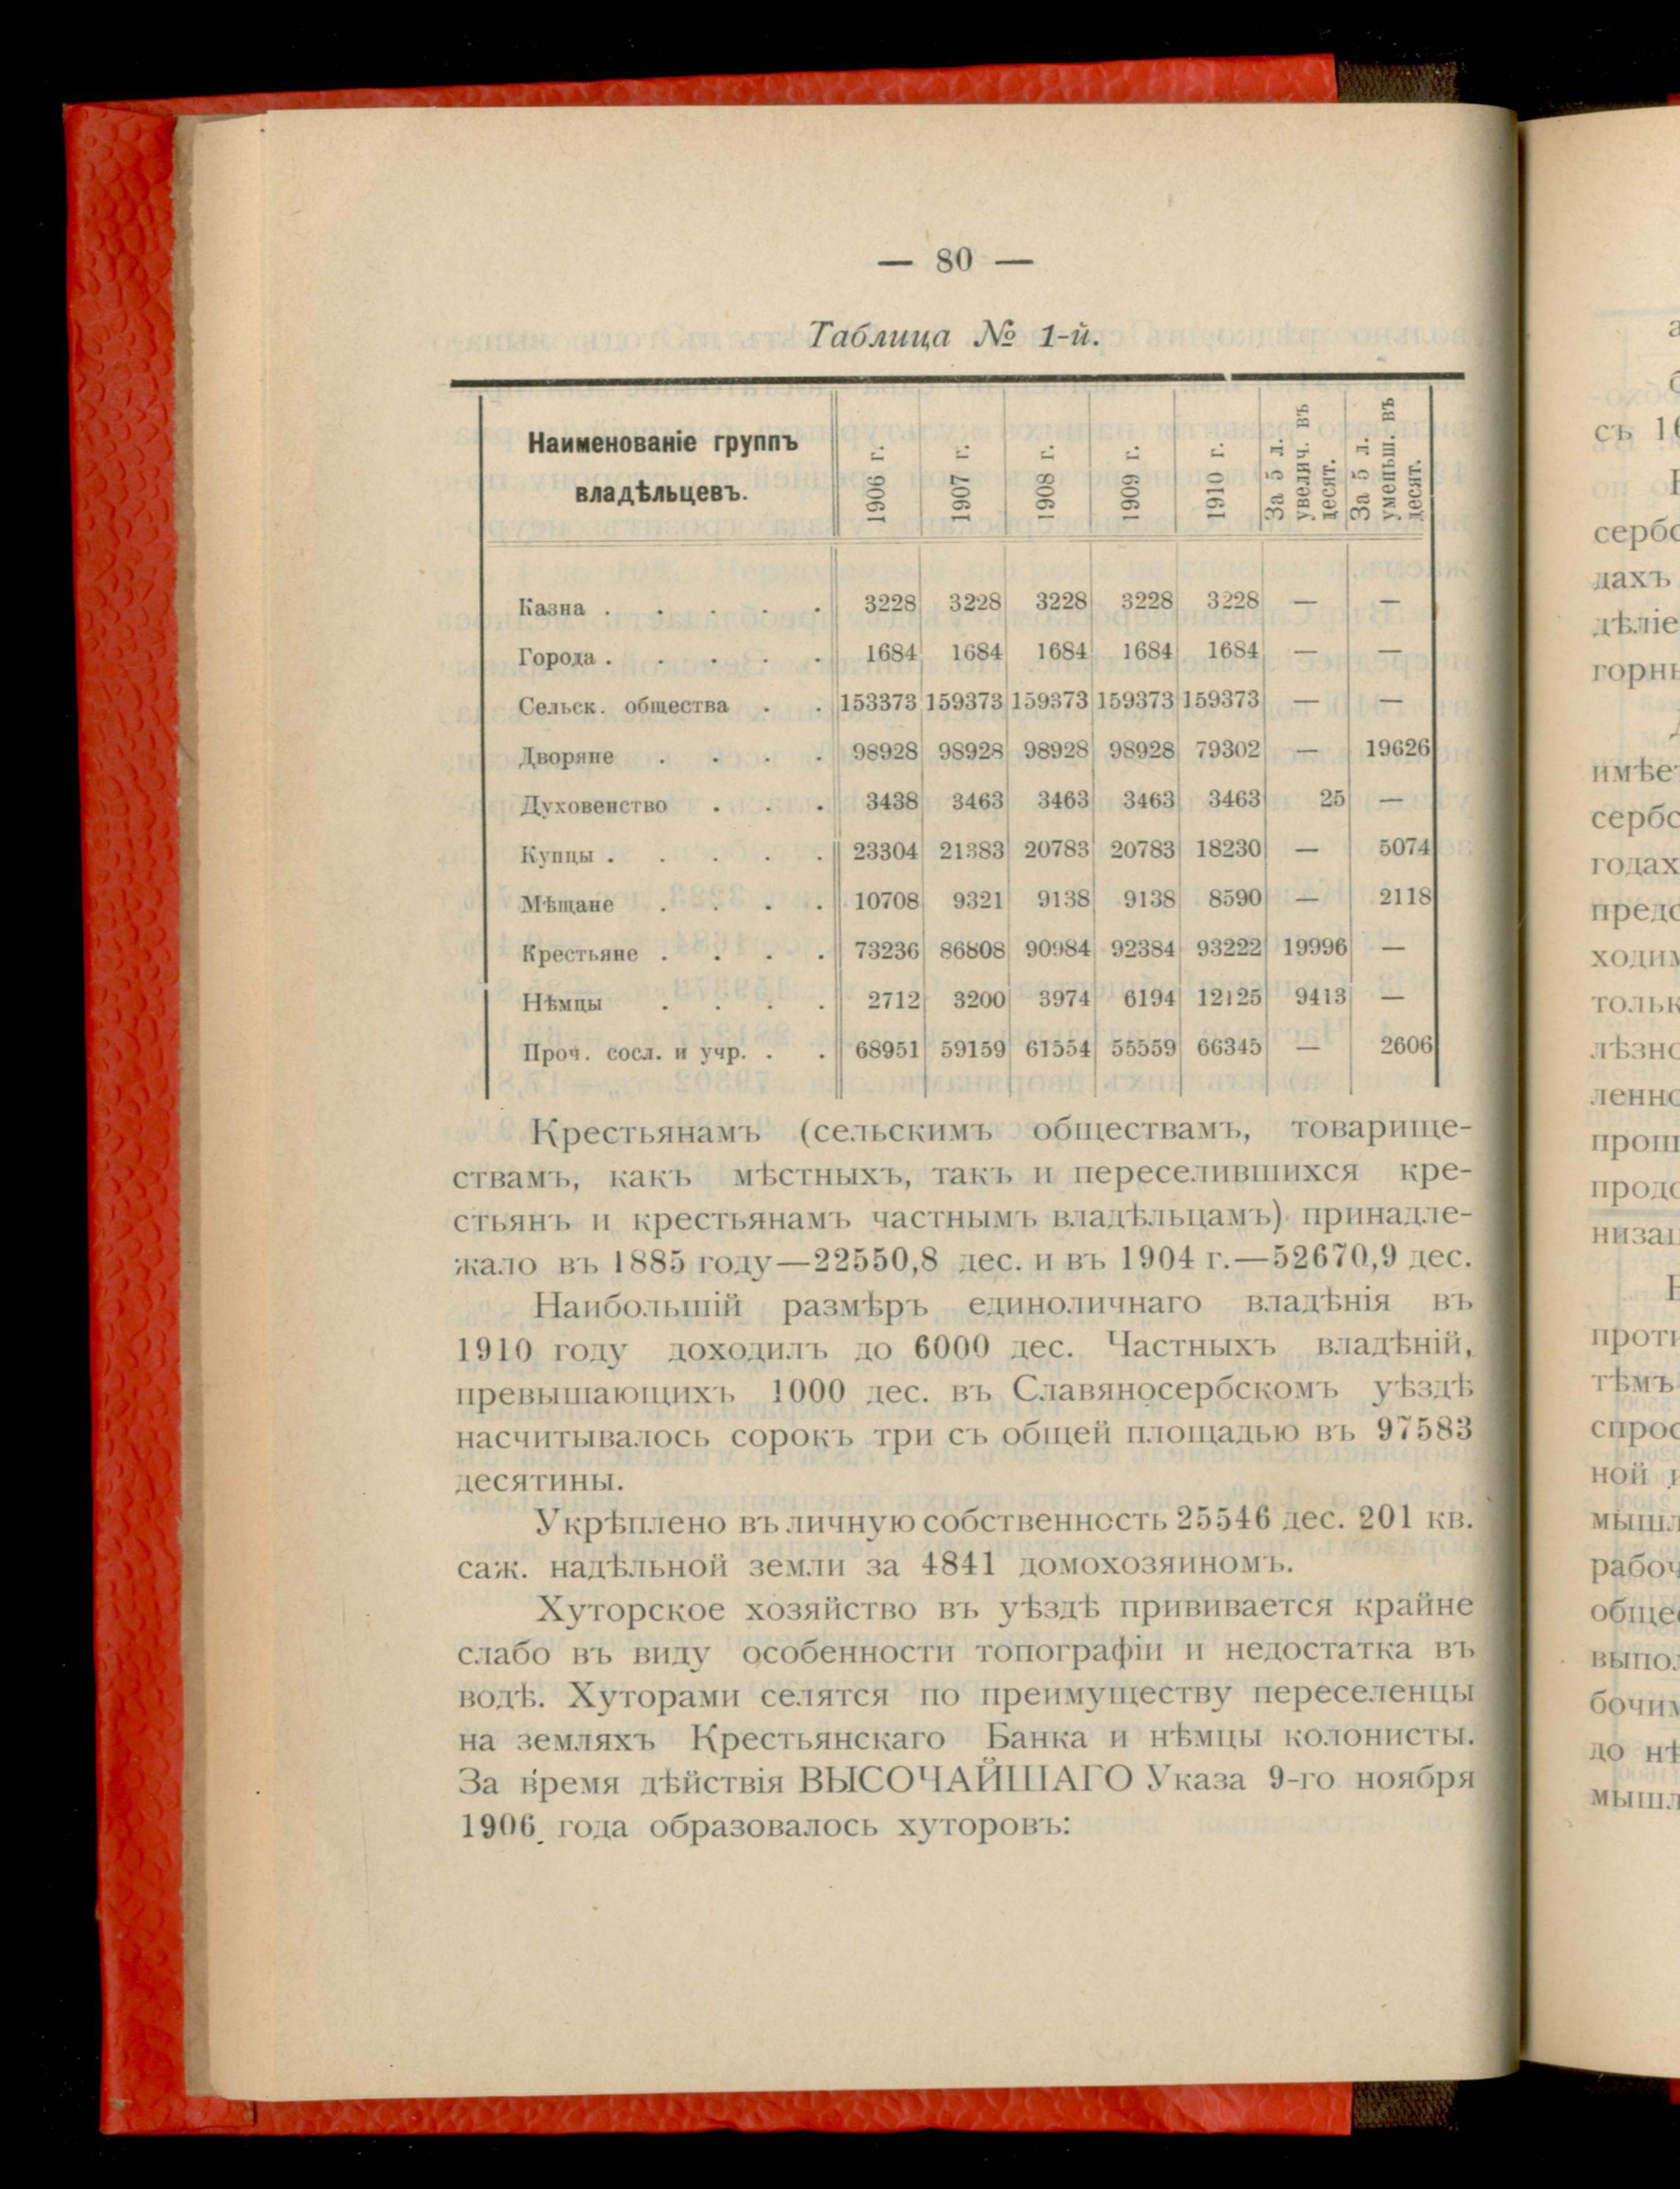 — 80 —
Таблица № 1-й.
Наименованіе группъ владѣльцевъ. 1906 г. 1907 г. 1908 г. 1909 г. 1910 г. За 5 л. увелич. въ десят. За 5 л. уменьш. въ десят.
Казна . . . . . 3228 3228 3228 3228 3228 — —
Города . . . . . 1684 1684 1684 1684 1684 — —
Сельск. общества . . 153373 159373 159373 159373 159373 — —
Дворяне . . . . 98928 98928 98928 98928 79302 — 19626
Духовенство . . . 3438 3463 3463 3463 3463 25 —
Купцы . . . . . 23304 21383 20783 20783 18230 — 5074
Мѣщане . . . . 10708 9321 9138 9138 8590 — 2118
Крестьяне . . . . 73236 86808 90984 92384 93222 19996 —
Нѣмцы . . . . 2712 3200 3974 6194 12125 9413 —
Проч. сосл. и учр. . . 68951 59159 61554 55559 66345 — 2606
Крестьянамъ (сельскимъ обществамъ, товарище-
ствамъ, какъ мѣстныхъ, такъ и переселившихся кре-
стьянъ и крестьянамъ частнымъ владѣльцамъ) принадле-
жало въ 1885 году—22550,8 дес. и въ 1904 г.—52670,9 дес.
Наибольшій размѣръ единоличнаго владѣнія въ
1910 году доходилъ до 6000 дес. Частныхъ владѣній,
превышающихъ 1000 дес. въ Славяносербскомъ уѣздѣ
насчитывалось сорокъ три съ общей площадью въ 97583
десятины.
Укрѣплено въ личную собственность 25546 дес. 201 кв.
саж. надѣльной земли за 4841 домохозяиномъ.
Хуторское хозяйство въ уѣздѣ прививается крайне
слабо въ виду особенности топографіи и недостатка въ
водѣ. Хуторами селятся по преимуществу переселенцы
на земляхъ Крестьянскаго Банка и нѣмцы колонисты.
За время дѣйствія ВЫСОЧАЙШАГО Указа 9-го ноября
1906 года образовалось хуторовъ: